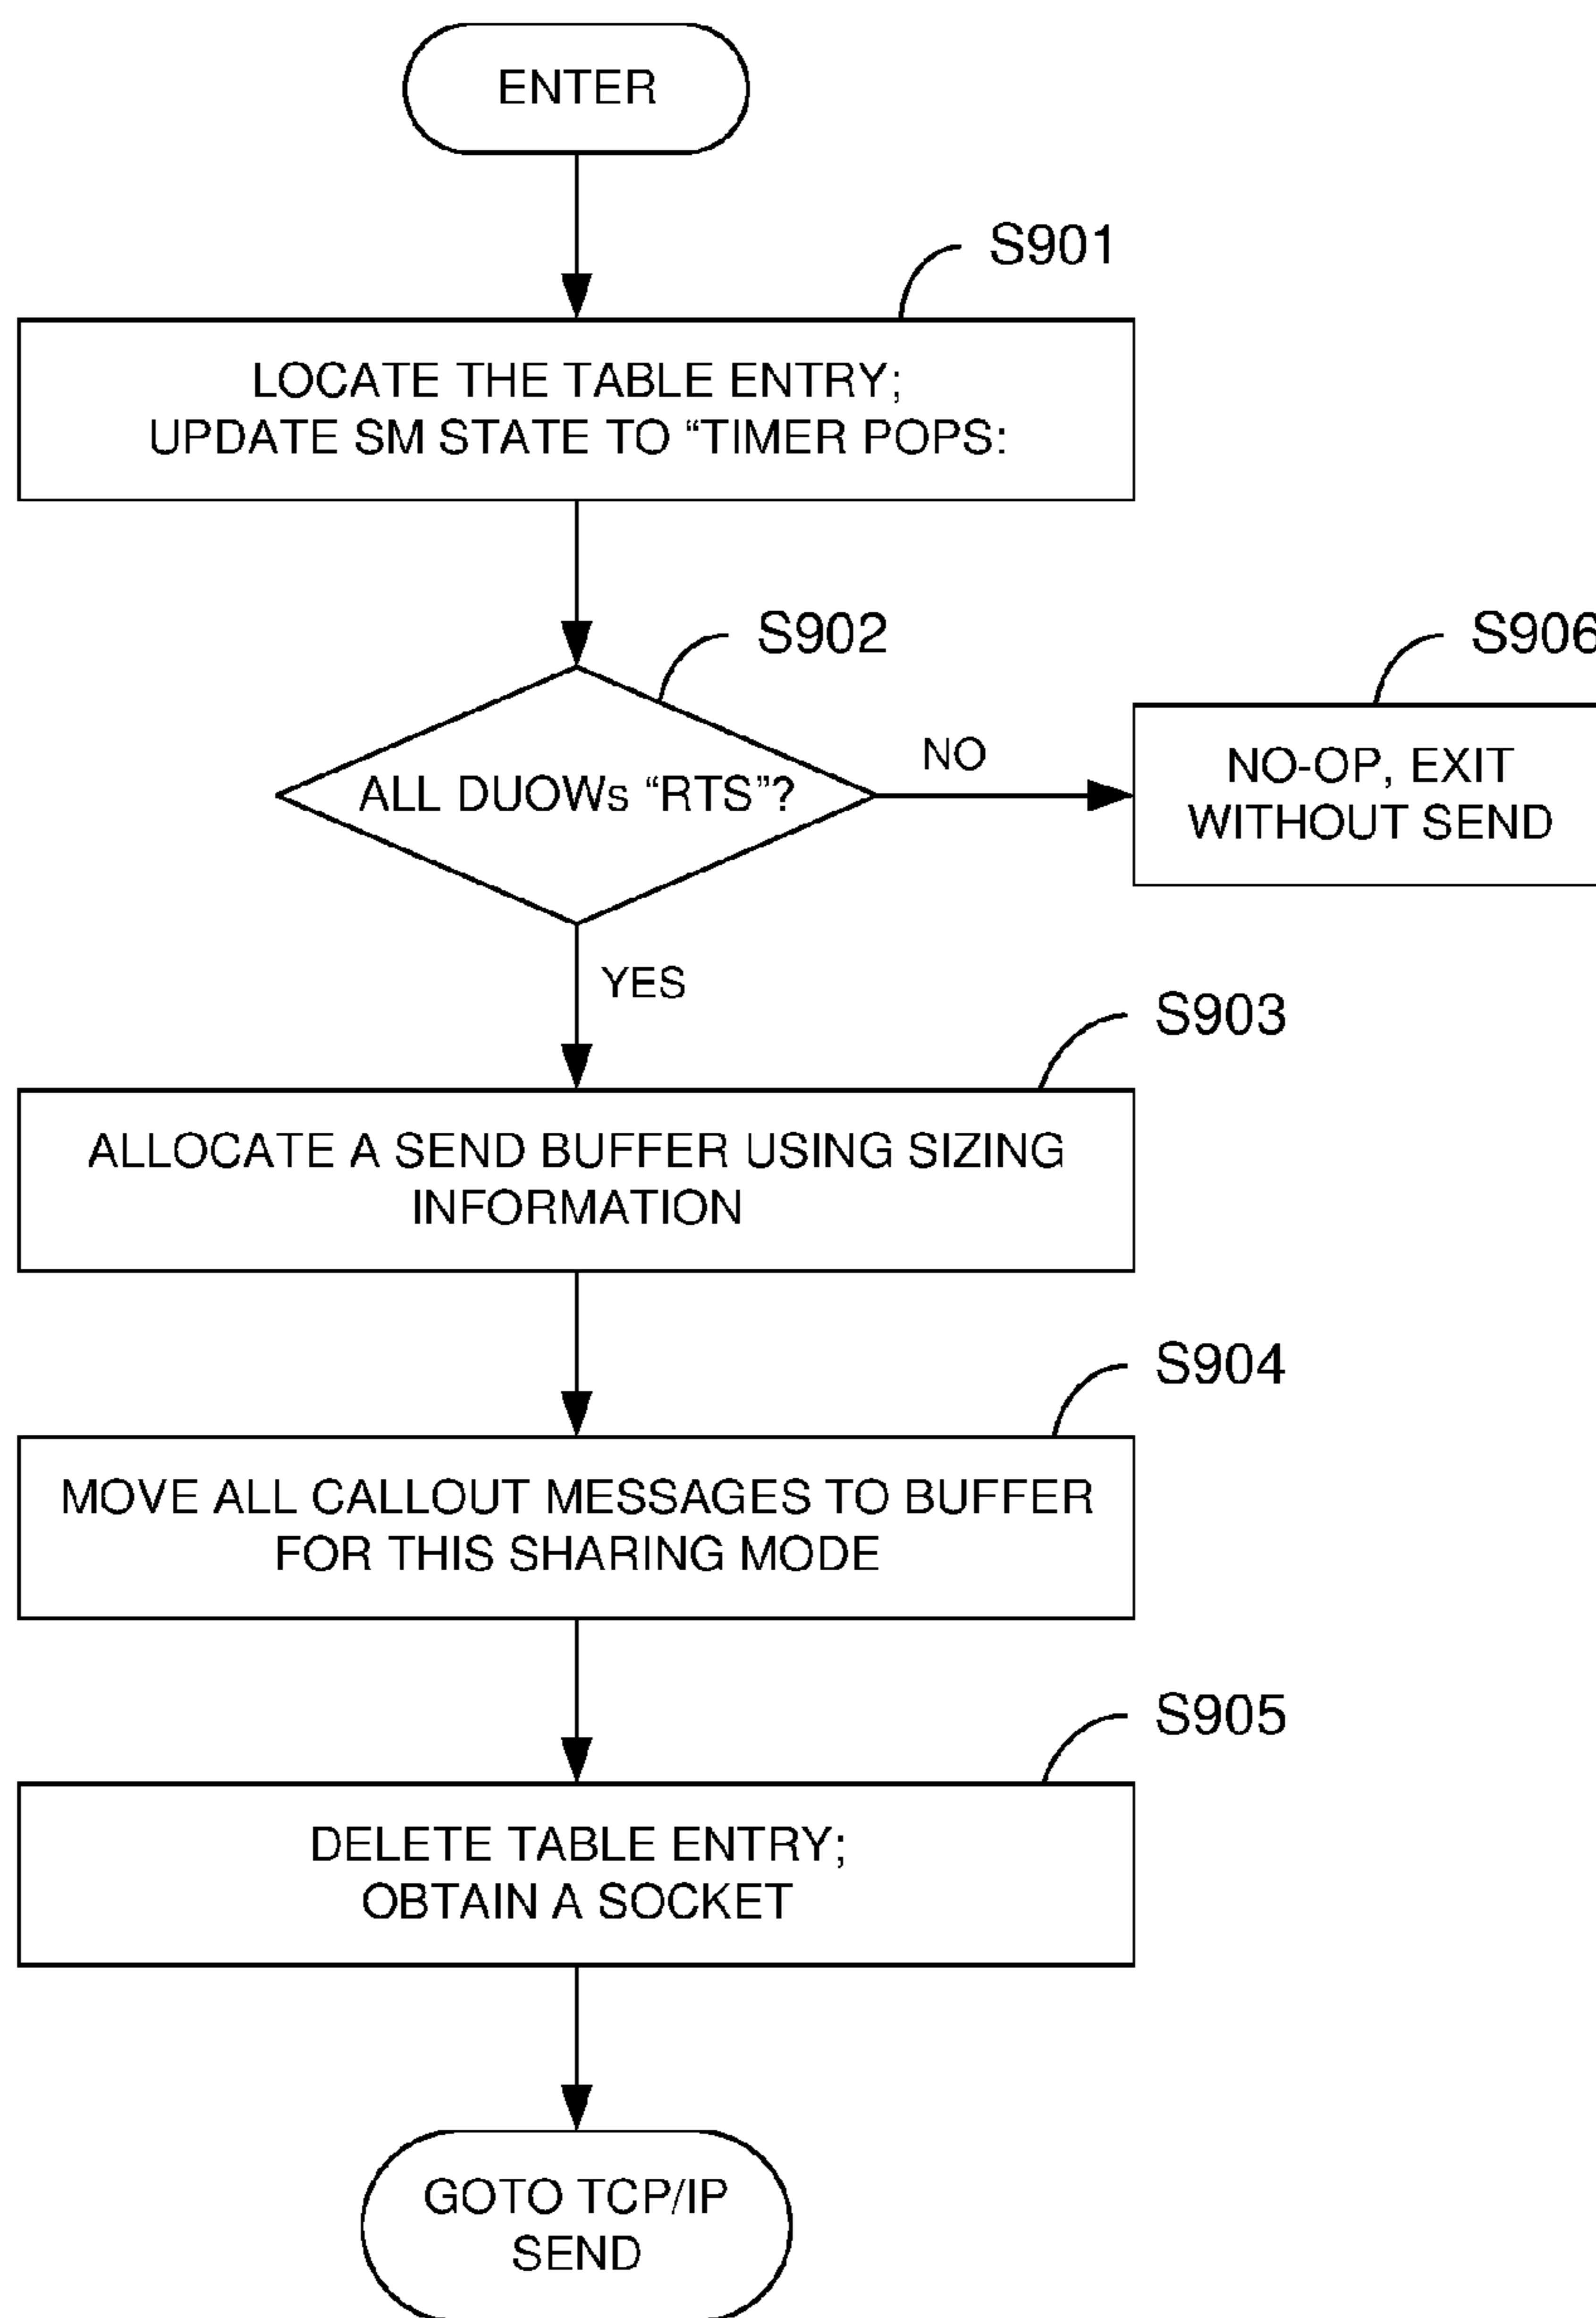 ENTER
S901
LOCATE THE TABLE ENTRY;
UPDATE SM STATE TO “TIMER POPS:
S902
S906
ALL DUOWs “RTS”?
NO
NO-OP, EXIT
WITHOUT SEND
YES
S903
ALLOCATE A SEND BUFFER USING SIZING
INFORMATION
S904
MOVE ALL CALLOUT MESSAGES TO BUFFER
FOR THIS SHARING MODE
S905
DELETE TABLE ENTRY;
OBTAIN A SOCKET
GOTO TCP/IP
SEND